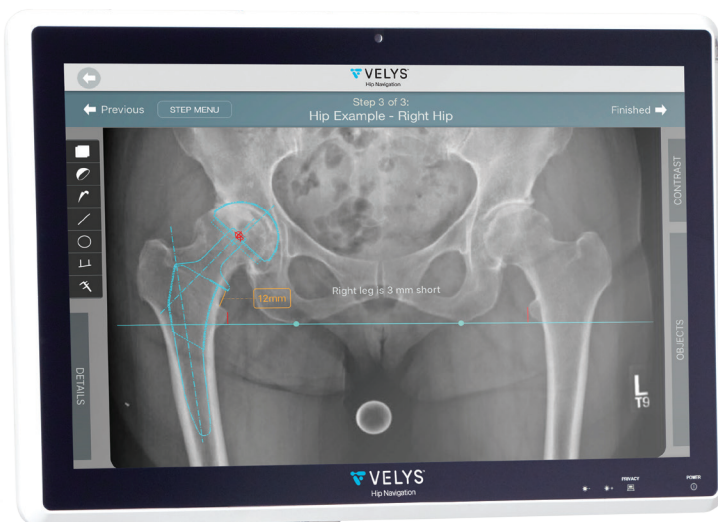 VELYS
Hip Navigation
Previous
STEP MENU
Step 3 of 3:
Hip Example - Right Hip
Finished
CONTRAST
Right leg is 3 mm short
12mm
OBJECTS
DETAILS
L
T9
VELYS
Hip Navigation
PRIVACY
POWER